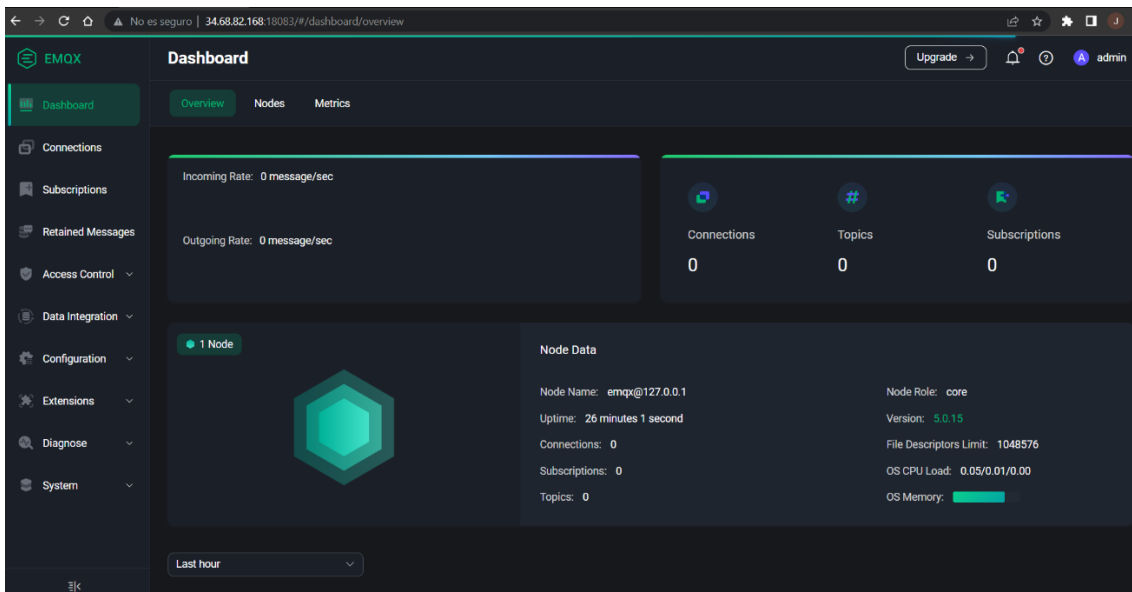 No es seguro | 34.68.82.168:18083/#/dashboard/overview
J
EMQX
Dashboard
Upgrade →
A admin
Dashboard
Overview Nodes Metrics
Connections
Subscriptions
Retained Messages
Access Control
Data Integration
Configuration
Extensions
Diagnose
System
Incoming Rate: 0 message/sec
Outgoing Rate: 0 message/sec
Connections Topics Subscriptions
0 0 0
1 Node
Node Data
Node Name: emqx@127.0.0.1 Node Role: core
Uptime: 26 minutes 1 second Version: 5.0.15
Connections: 0 File Descriptors Limit: 1048576
Subscriptions: 0 OS CPU Load: 0.05/0.01/0.00
Topics: 0 OS Memory:
Last hour